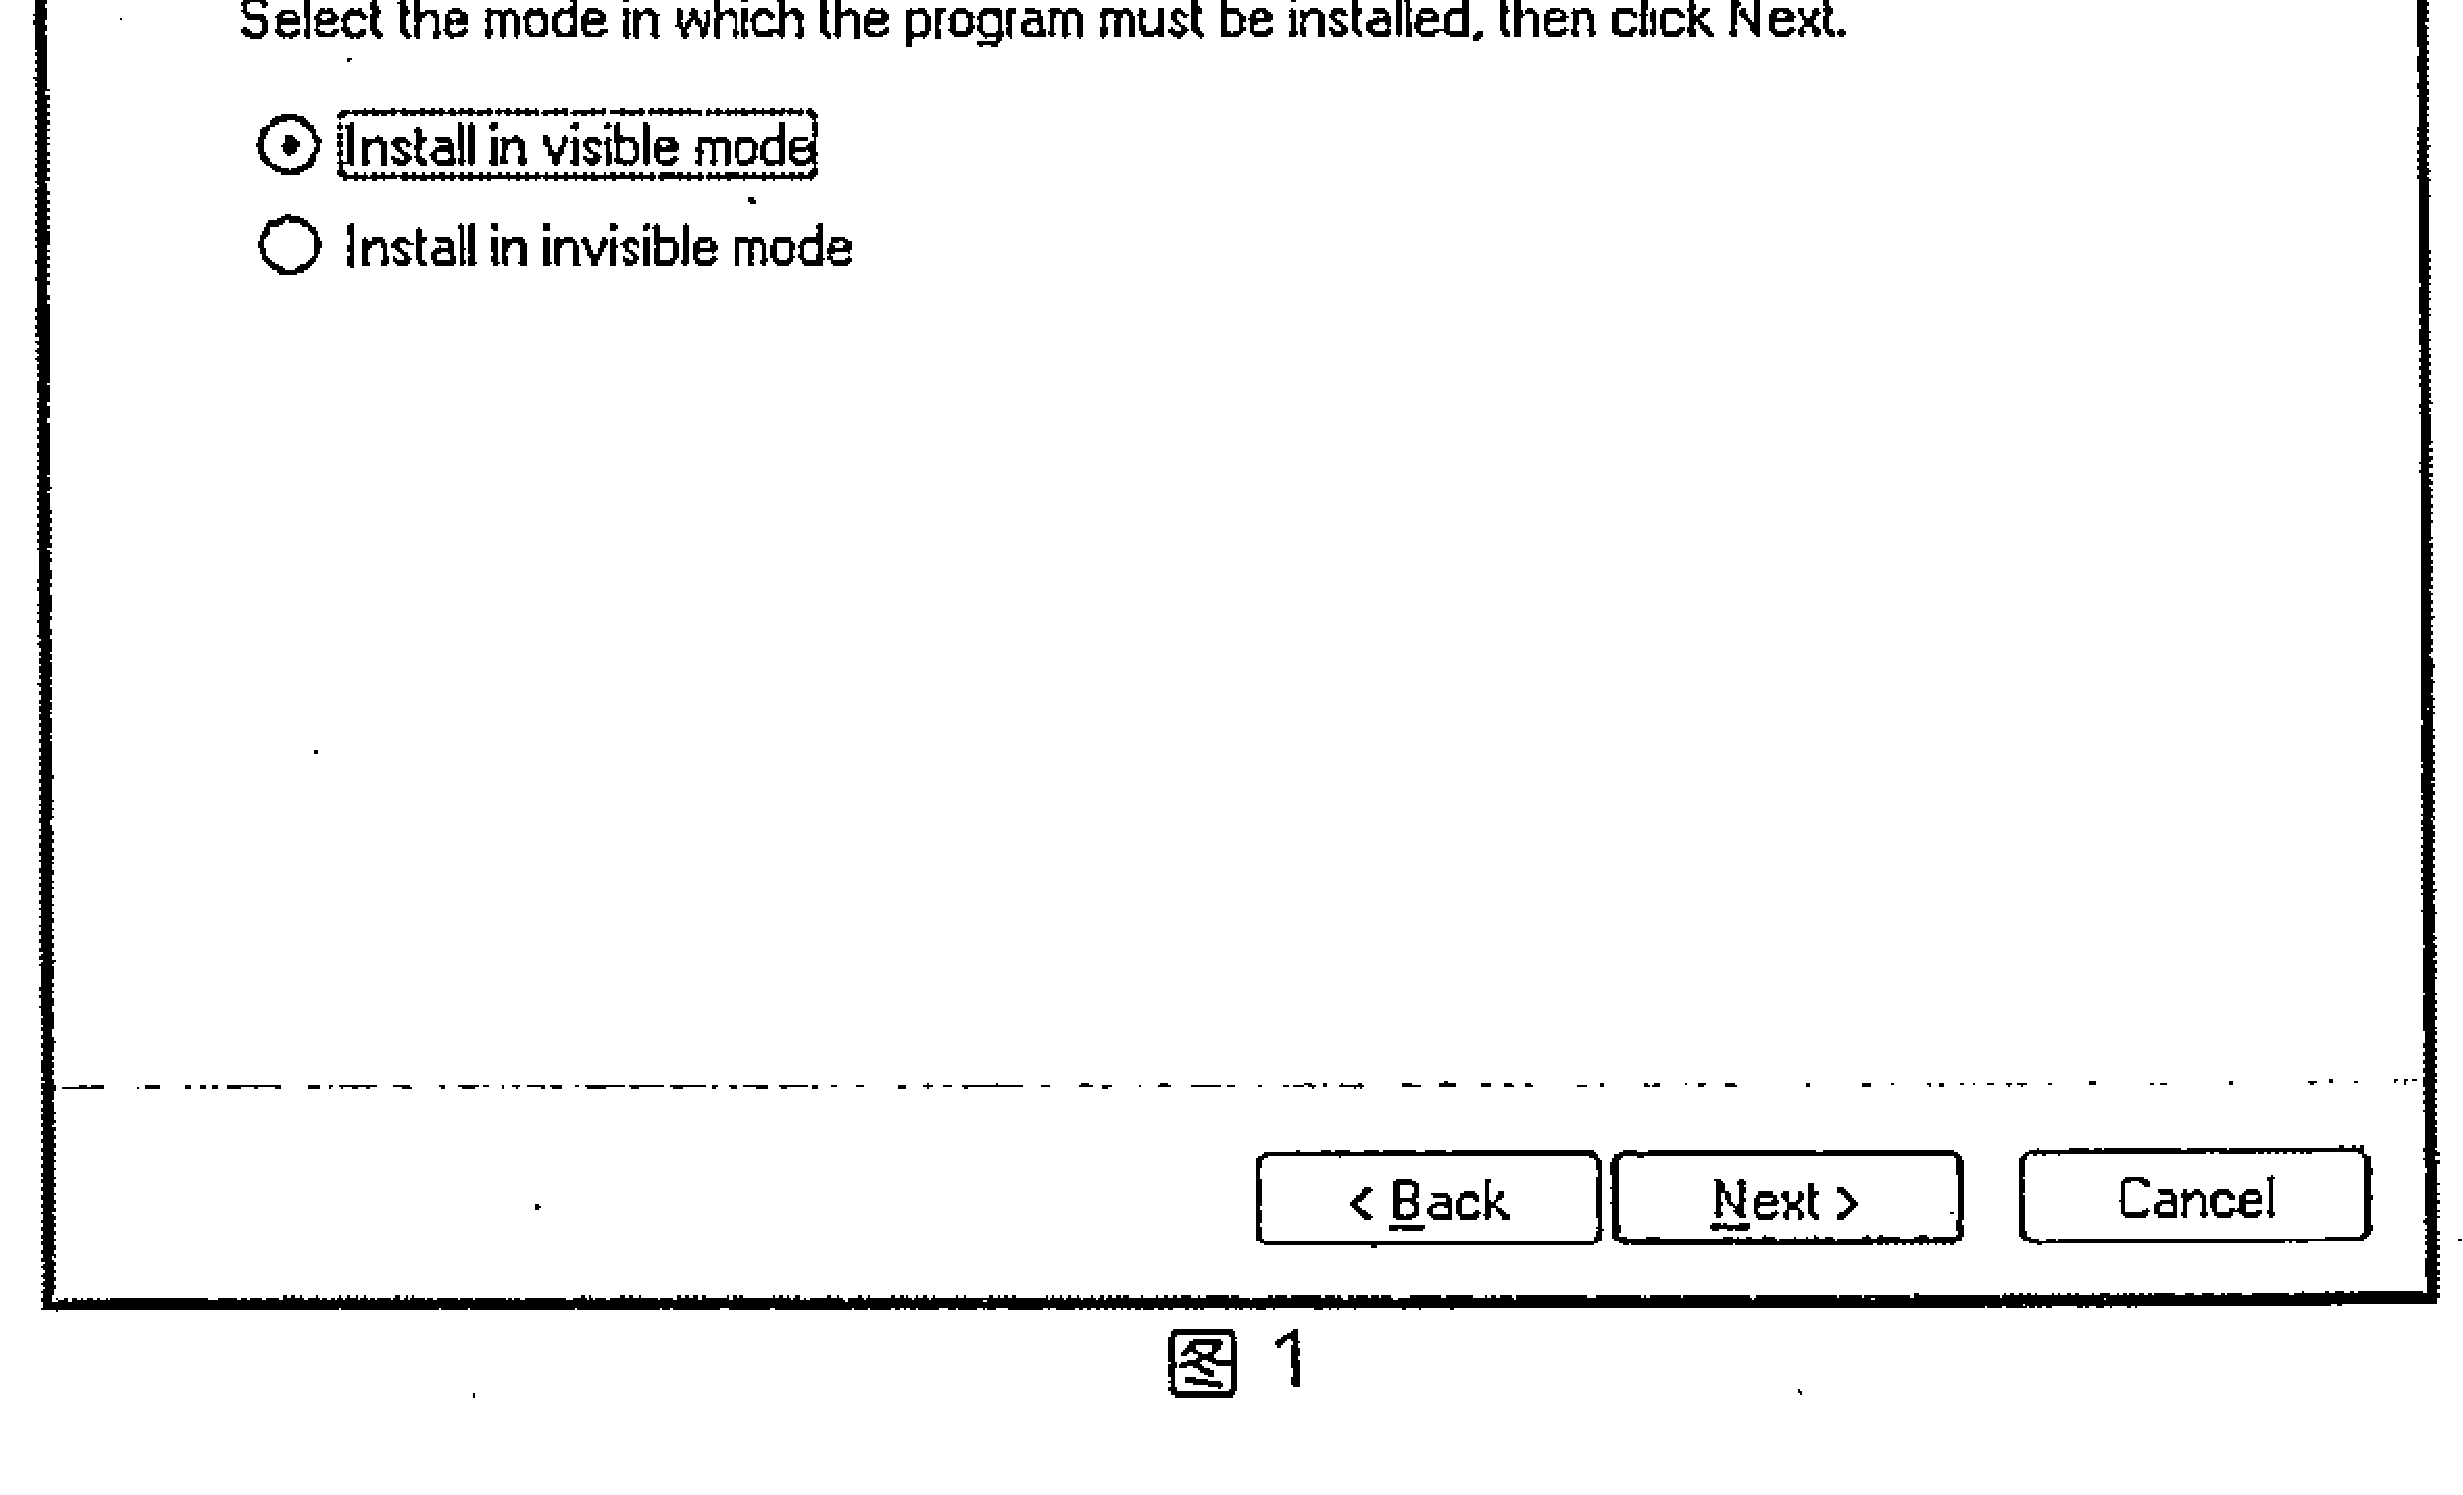 Select the mode in which the program must be installed, then click Next.
Install in visible mode
Install in invisible mode
< Back Next > Cancel
图 1